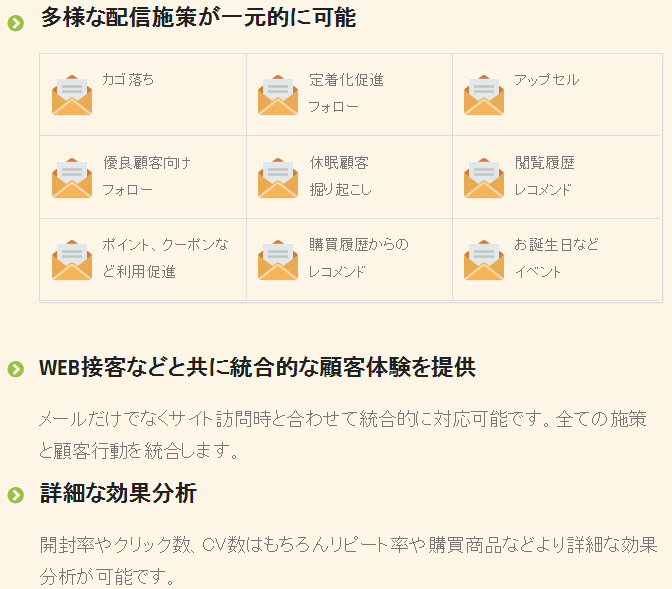 多様な配信施策が一元的に可能
カゴ落ち
定着化促進
フォロー
アップセル
優良顧客向け
フォロー
休眠顧客
掘り起こし
閲覧履歴
レコメンド
ポイント、クーポンな
ど利用促進
購買履歴からの
レコメンド
お誕生日など
イベント
WEB接客などと共に統合的な顧客体験を提供
メールだけでなくサイト訪問時と合わせて統合的に対応可能です。全ての施策
と顧客行動を統合します。
詳細な効果分析
開封率やクリック数、CV数はもちろんリピート率や購買商品などより詳細な効果
分析が可能です。